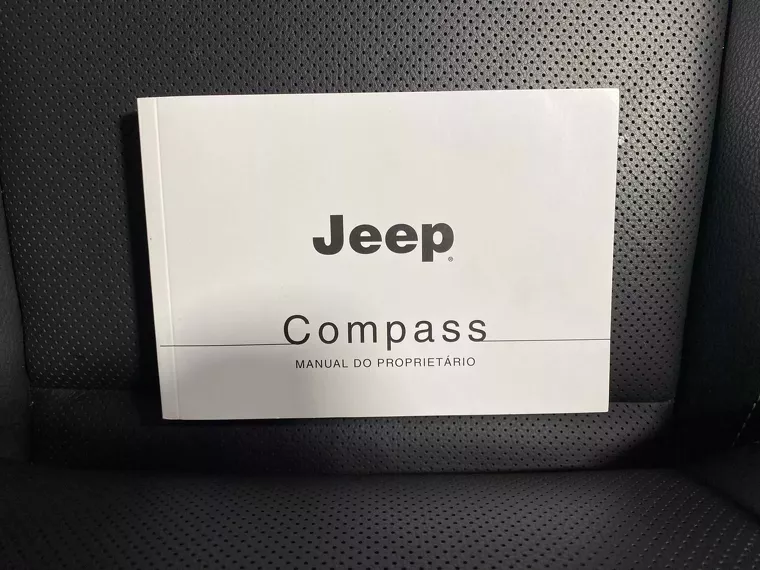 Jeep®
Compass
MANUAL DO PROPRIETÁRIO